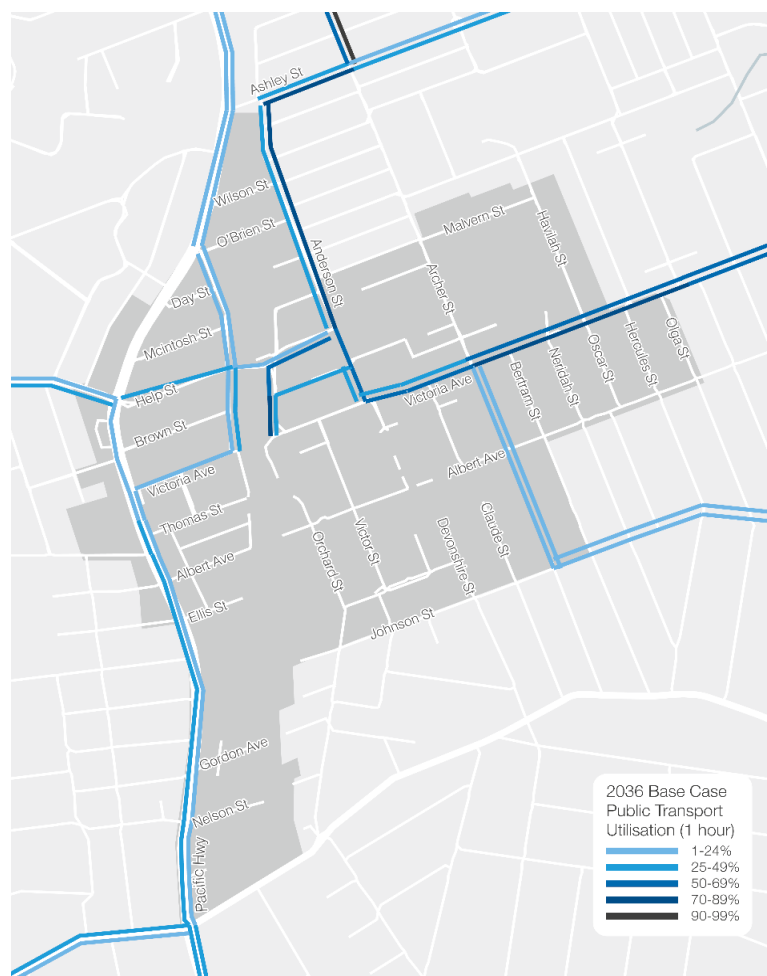 Ashley St
Wilson St
O'Brien St
Malvern St
Havilah St
Anderson St
Archer St
Day St
Mcintosh St
Olga St
Hercules St
Oscar St
Neridah St
Bertram St
Help St
Victoria Ave
Brown St
Albert Ave
Victoria Ave
Thomas St
Claude St
Devonshire St
Victor St
Orchard St
Albert Ave
Ellis St
Johnson St
Gordon Ave
Nelson St
Pacific Hwy
2036 Base Case
Public Transport
Utilisation (1 hour)
1-24%
25-49%
50-69%
70-89%
90-99%